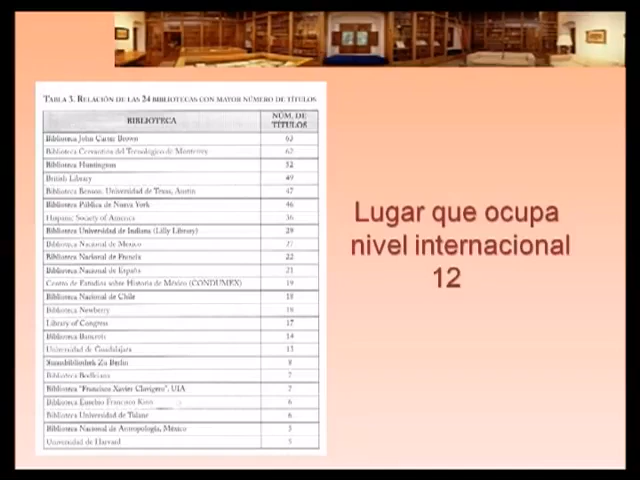 TABLA 3. RELACIÓN DE LAS 24 BIBLIOTECAS CON MAYOR NÚMERO DE TÍTULOS
BIBLIOTECA NÚM. DE TÍTULOS
Biblioteca John Carter Brown 62
Biblioteca Cervantina del Tecnológico de Monterrey 62
Biblioteca Huntington 52
British Library 49
Biblioteca Benson, Universidad de Texas, Austin 47
Biblioteca Pública de Nueva York 46
Hispanic Society of America 36
Biblioteca Universidad de Indiana (Lilly Library) 29
Biblioteca Nacional de México 27
Biblioteca Nacional de Francia 22
Biblioteca Nacional de España 21
Centro de Estudios sobre Historia de México (CONDUMEX) 19
Biblioteca Nacional de Chile 18
Biblioteca Newberry 18
Library of Congress 17
Biblioteca Bancroft 14
Universidad de Guadalajara 13
Zu Berlin
Biblioteca Bodleiana 7
Biblioteca "Francisco Xavier Clavigero", UIA 7
Biblioteca Eusebio Francisco Kino 6
Biblioteca Universidad de Tulane 6
Biblioteca Nacional de Antropología, México
Universidad de Harvard 5
Lugar que ocupa
nivel internacional
12